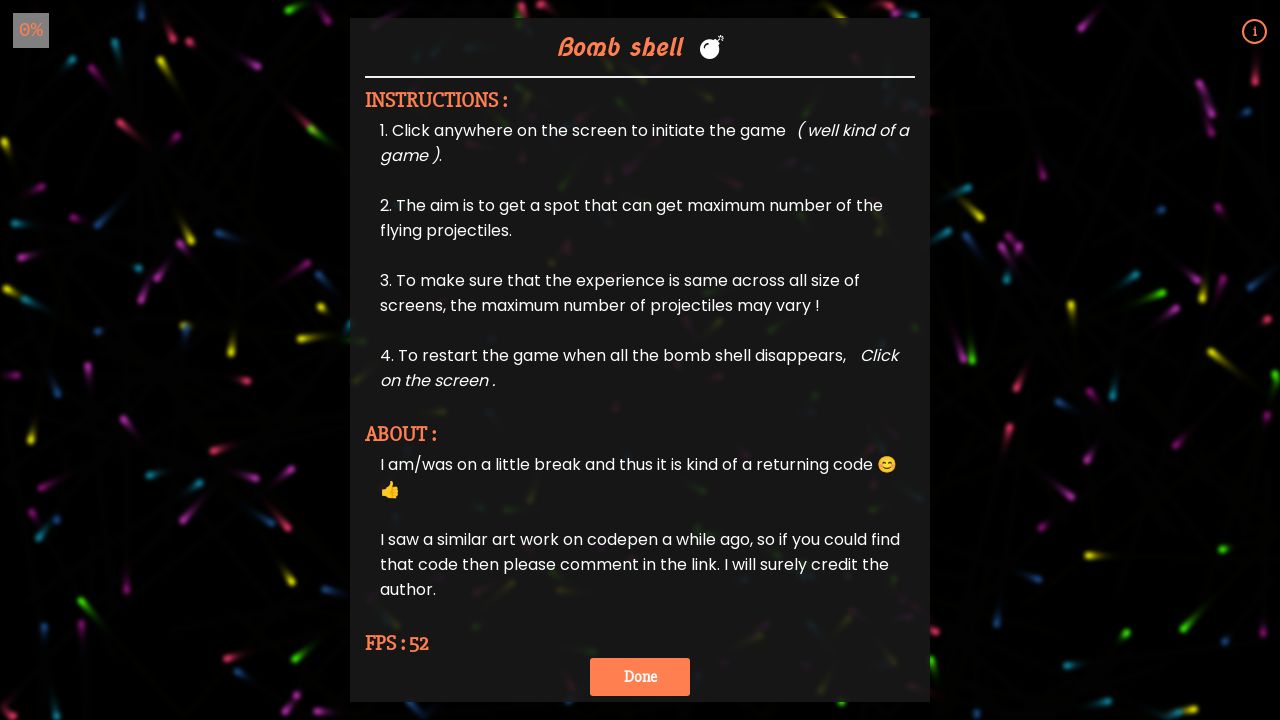 0%
i
Bomb shell 💣
INSTRUCTIONS :
1. Click anywhere on the screen to initiate the game ( well kind of a
game ).
2. The aim is to get a spot that can get maximum number of the
flying projectiles.
3. To make sure that the experience is same across all size of
screens, the maximum number of projectiles may vary !
4. To restart the game when all the bomb shell disappears, Click
on the screen .
ABOUT :
I am/was on a little break and thus it is kind of a returning code 😊
👍
I saw a similar art work on codepen a while ago, so if you could find
that code then please comment in the link. I will surely credit the
author.
FPS : 52
Done